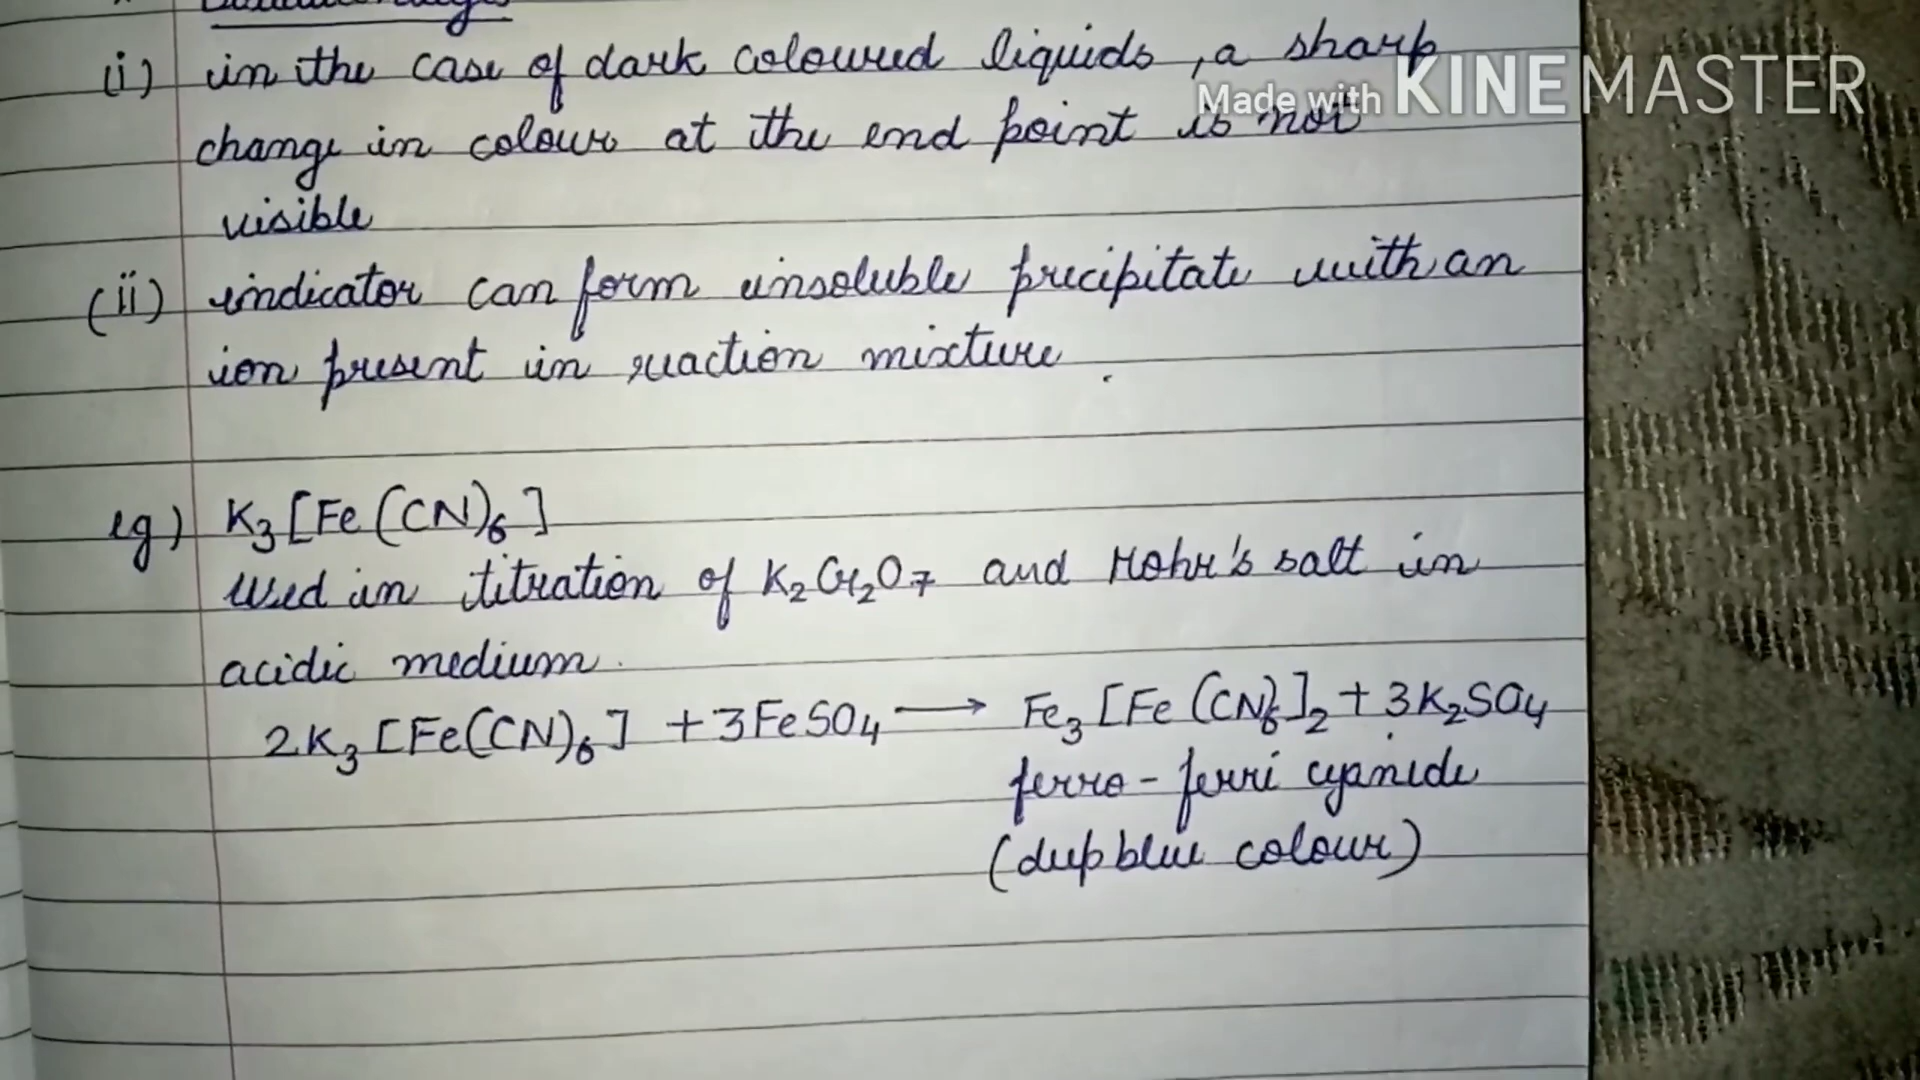 (i) in the case of dark coloured liquids, a sharp
Made with KINEMASTER
change in colour at the end point is not
visible
(ii) indicator can form insoluble precipitate with an
ion present in reaction mixture
eg) K₃[Fe(CN)₆]
used in titration of K₂Cr₂O₇ and Mohr's salt in
acidic medium.
2K₃[Fe(CN)₆] + 3FeSO₄ ⟶ Fe₃[Fe(CN)₆]₂ + 3K₂SO₄
ferro-ferri cyanide
(deep blue colour)